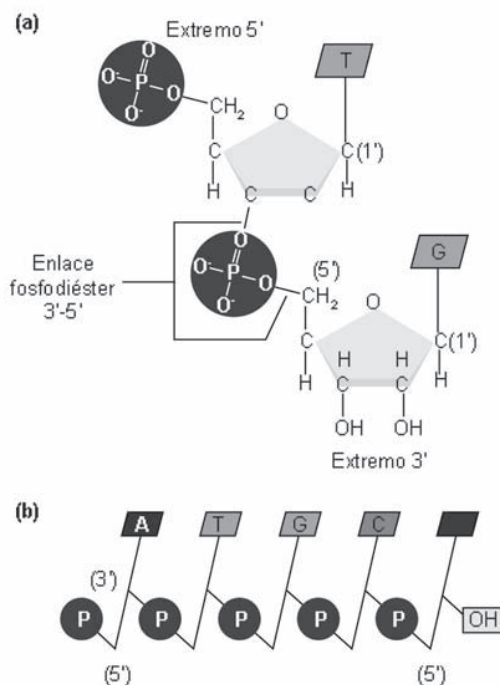 (a)
Extremo 5'
O
O⁻ P O
O⁻
CH₂
T
O
C
C(1')
H
H
C C
O
O⁻ P O
O⁻
(5')
CH₂
Enlace
fosfodiéster
3'-5'
G
O
C
C(1')
H
H H
H
C C
OH OH
Extremo 3'
(b)
A T G C
(3')
P P P P P OH
(5') (5')